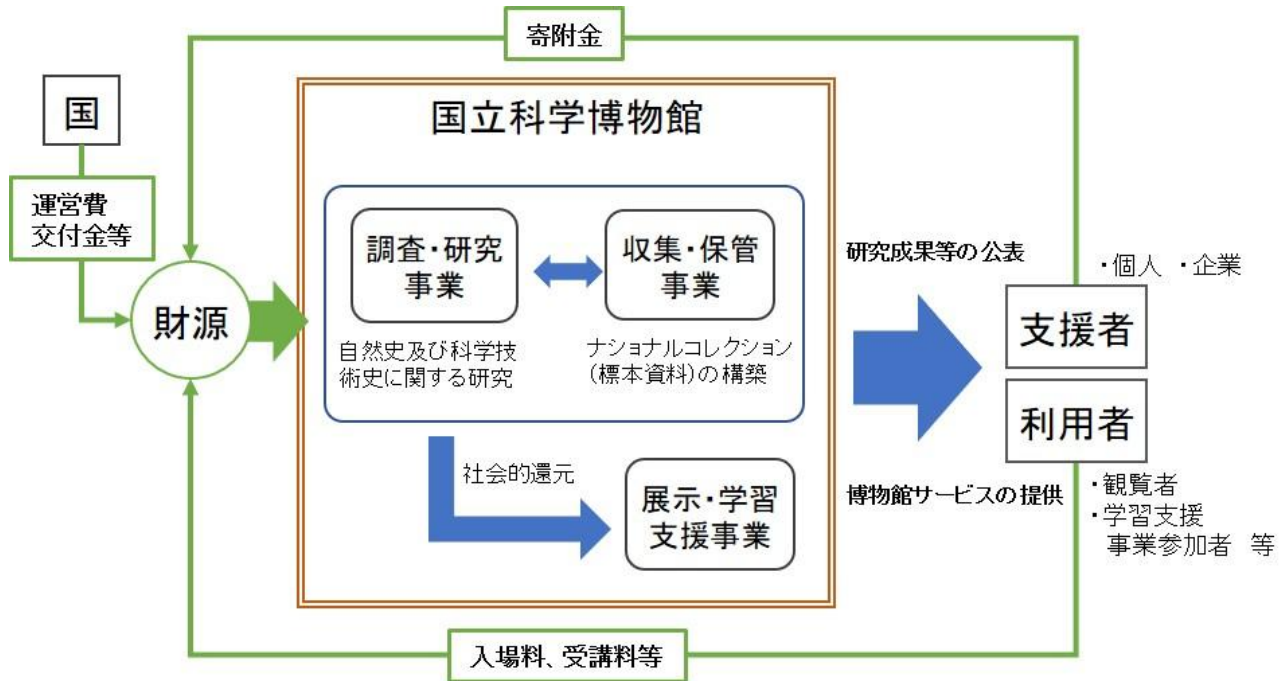 寄附金
国
国立科学博物館
運営費
交付金等
調査・研究
事業
収集・保管
事業
研究成果等の公表
・個人 ・企業
財源
支援者
自然史及び科学技
術史に関する研究
ナショナルコレクション
(標本資料)の構築
利用者
社会的還元
展示・学習
支援事業
博物館サービスの提供
・観覧者
・学習支援
事業参加者 等
入場料、受講料等